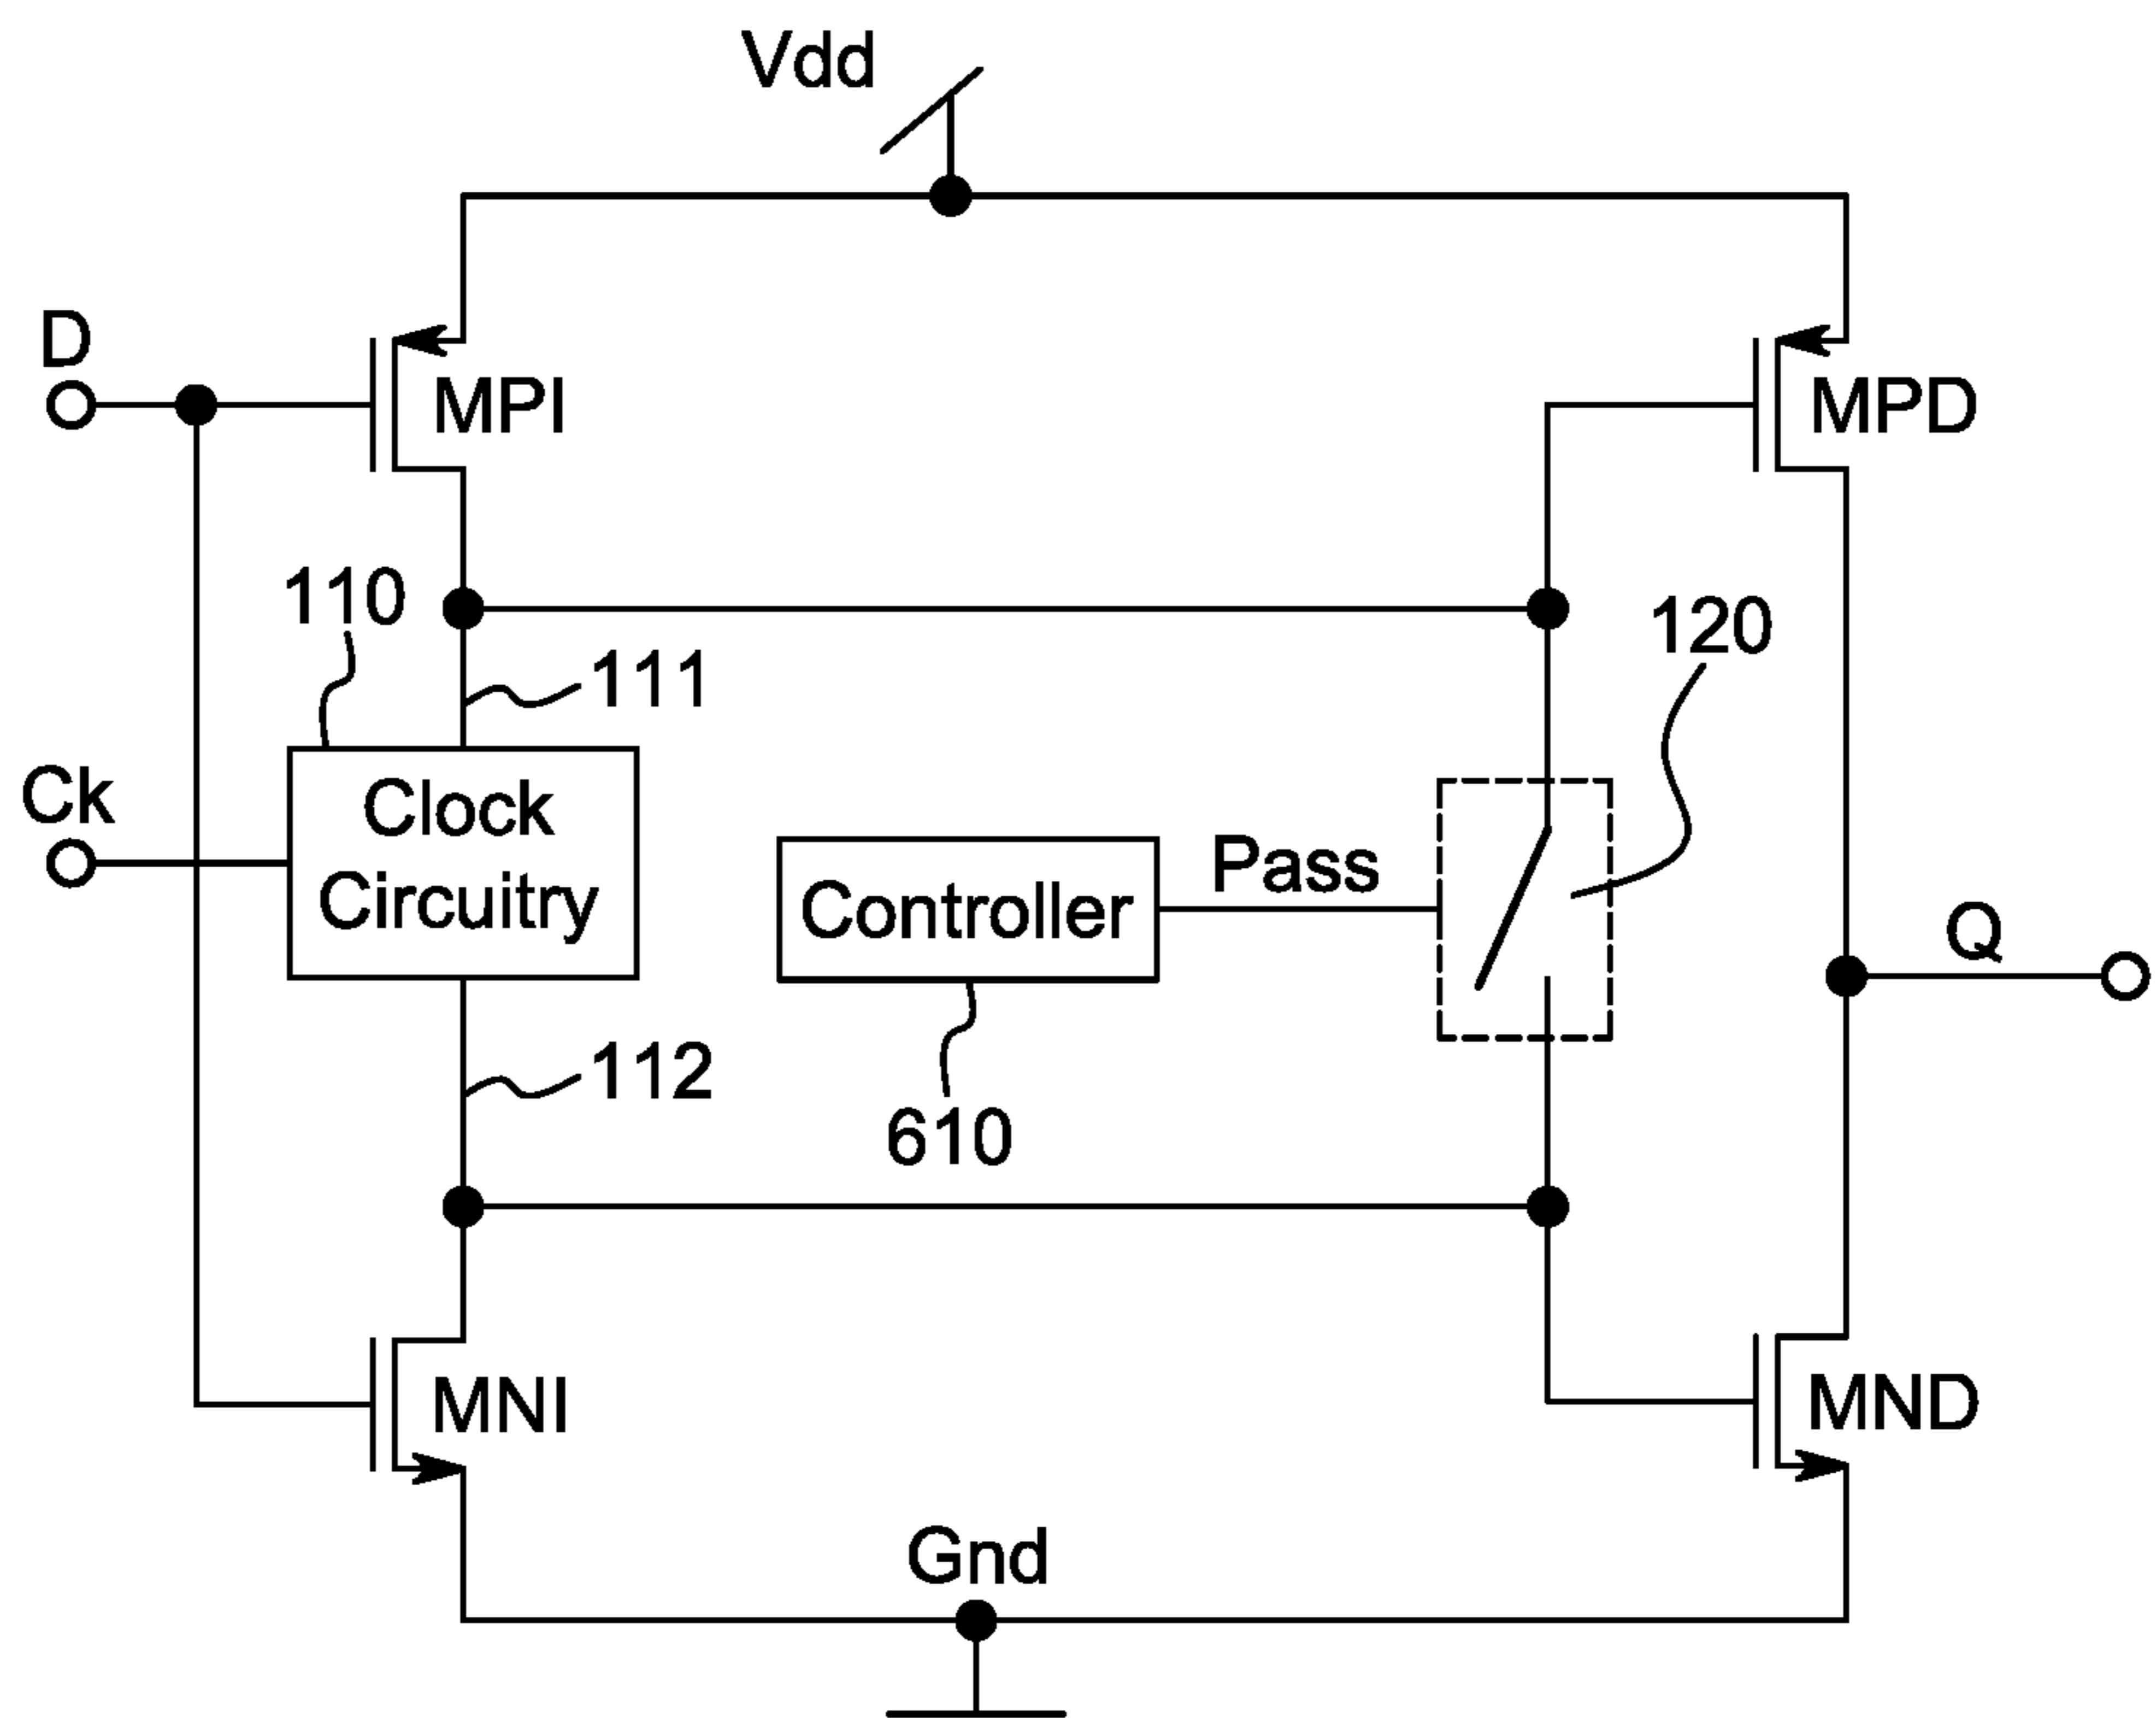 Vdd
D
MPI
MPD
110
120
111
Ck
Clock
Circuitry
Pass
Controller
Q
112
610
MNI
MND
Gnd